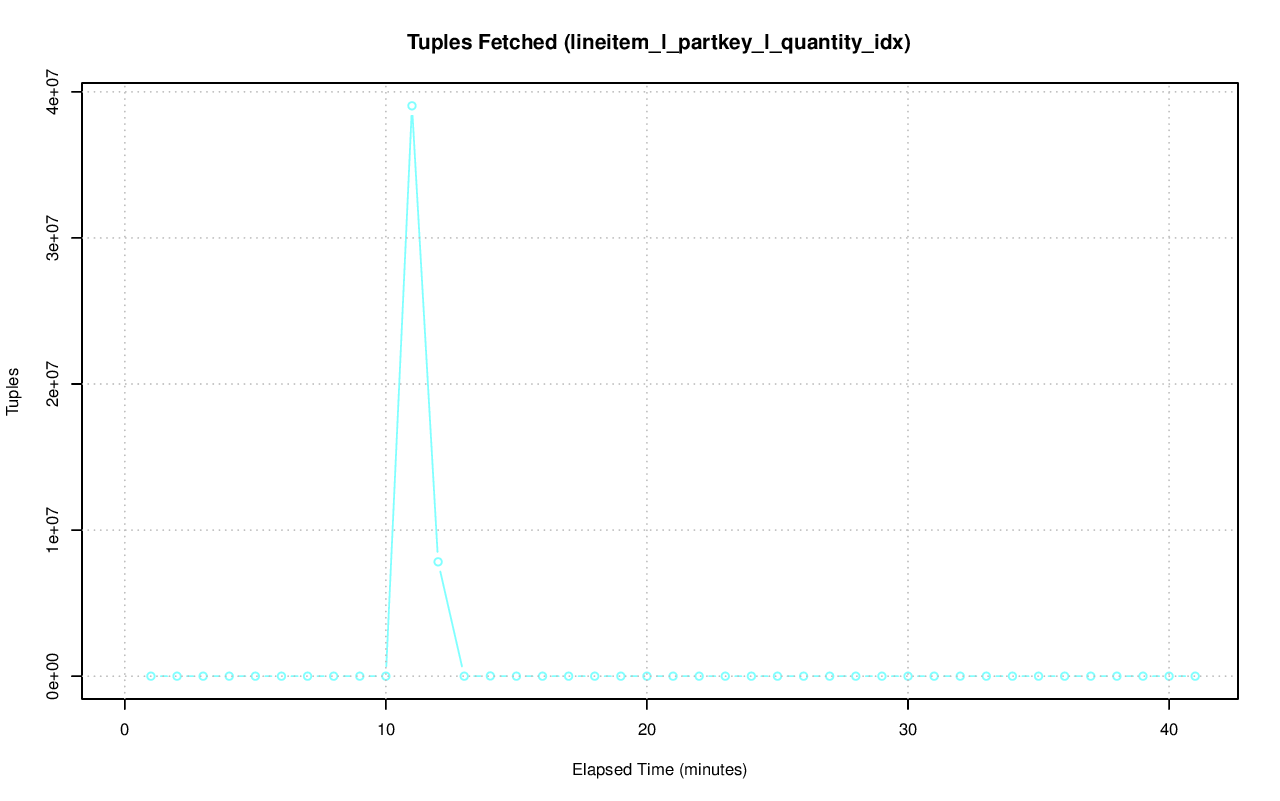 Tuples Fetched (lineitem_l_partkey_l_quantity_idx)
4e+07
3e+07
2e+07
1e+07
0e+00
Tuples
0 10 20 30 40
Elapsed Time (minutes)